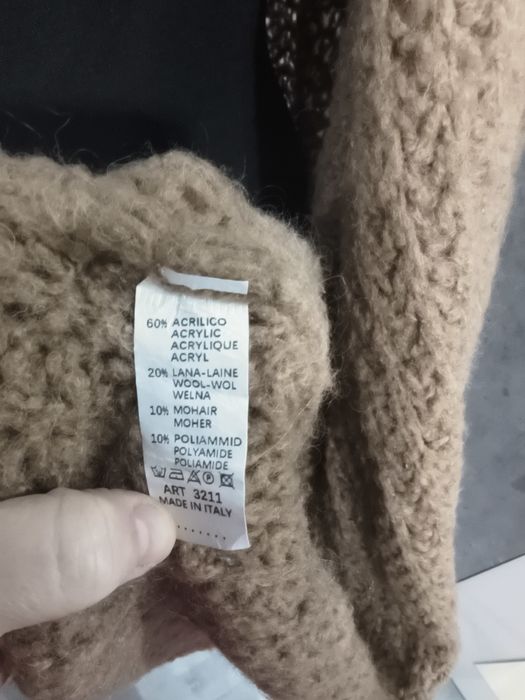 60% ACRILICO
ACRYLIC
ACRYLIQUE
ACRYL
20% LANA-LAINE
WOOL-WOL
WELNA
10% MOHAIR
MOHER
10% POLIAMMID
POLYAMIDE
POLIAMIDE
ART 3211
MADE IN ITALY
........